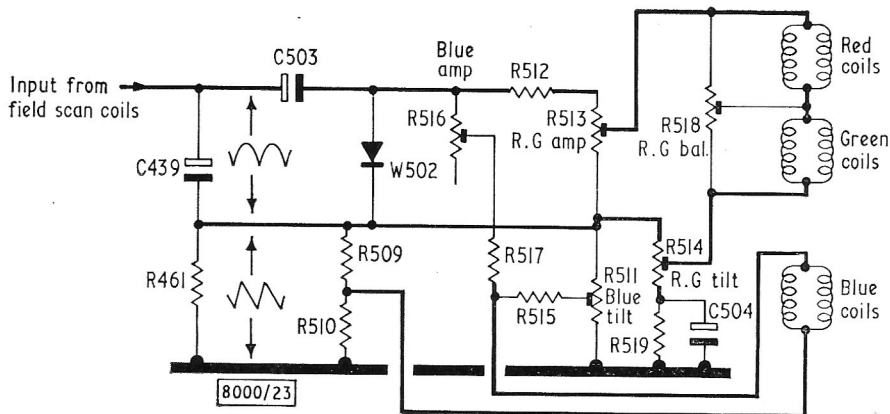 Input from
field scan coils
C503
C439
R461
Blue
amp
R516
W502
R512
R513
R.G amp
R518
R.G bal.
Red
coils
Green
coils
R509
R510
R517
R515
R511
Blue
tilt
R514
R.G tilt
C504
R519
Blue
coils
8000/23